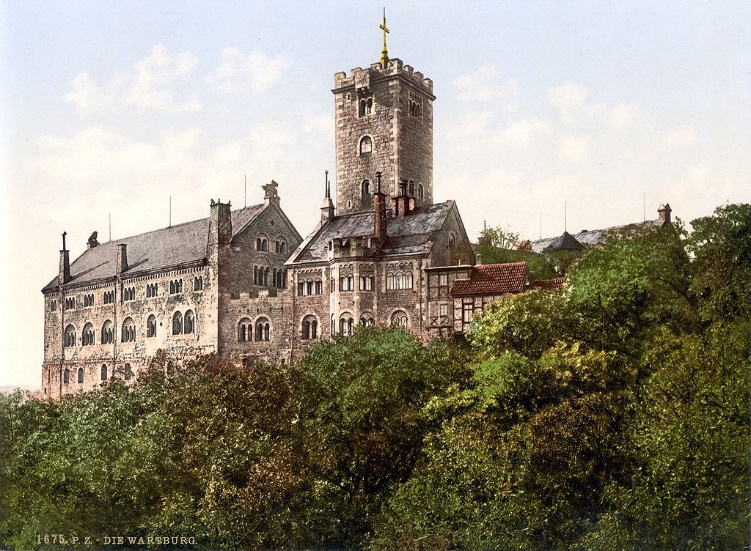 1675. P. Z. - DIE WARTBURG.